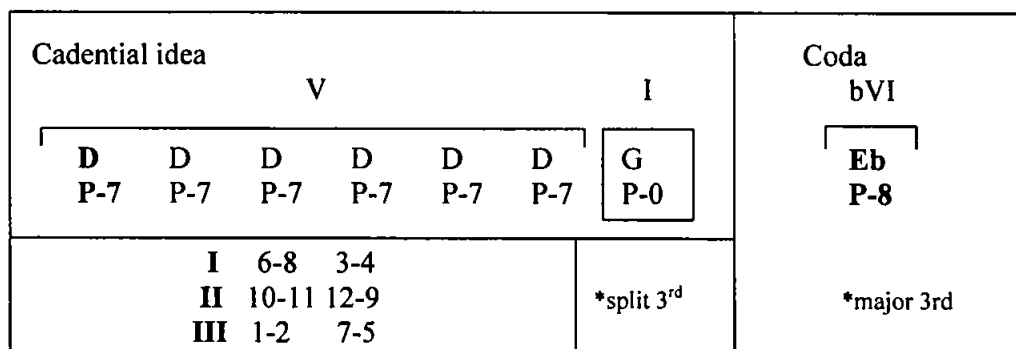 Cadential idea Coda
V I bVI
D D D D D D G Eb
P-7 P-7 P-7 P-7 P-7 P-7 P-0 P-8
I 6-8 3-4
II 10-11 12-9 *split 3rd *major 3rd
III 1-2 7-5